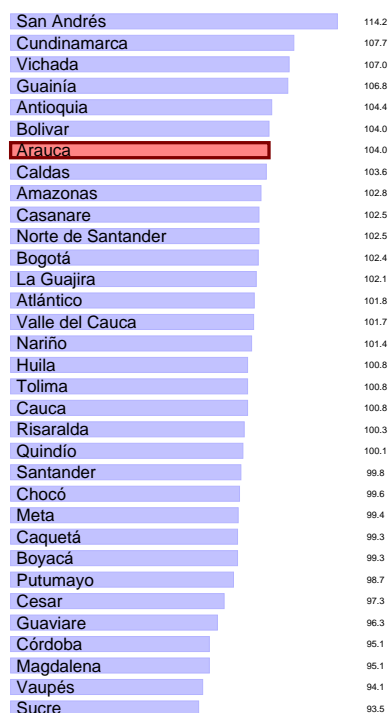 San Andrés 114.2
Cundinamarca 107.7
Vichada 107.0
Guainía 106.8
Antioquia 104.4
Bolivar 104.0
Arauca 104.0
Caldas 103.6
Amazonas 102.8
Casanare 102.5
Norte de Santander 102.5
Bogotá 102.4
La Guajira 102.1
Atlántico 101.8
Valle del Cauca 101.7
Nariño 101.4
Huila 100.8
Tolima 100.8
Cauca 100.8
Risaralda 100.3
Quindío 100.1
Santander 99.8
Chocó 99.6
Meta 99.4
Caquetá 99.3
Boyacá 99.3
Putumayo 98.7
Cesar 97.3
Guaviare 96.3
Córdoba 95.1
Magdalena 95.1
Vaupés 94.1
Sucre 93.5